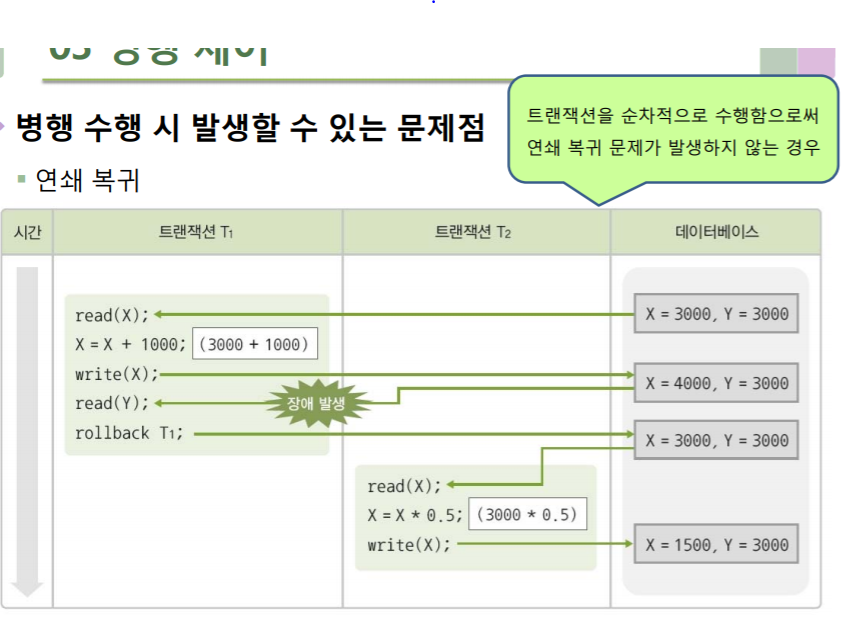 병행 수행 시 발생할 수 있는 문제점
트랜잭션을 순차적으로 수행함으로써
연쇄 복귀 문제가 발생하지 않는 경우
연쇄 복귀
시간
트랜잭션 T1
트랜잭션 T2
데이터베이스
read(X);
X = X + 1000; (3000 + 1000)
write(X);
read(Y);
장애 발생
rollback T1;
X = 3000, Y = 3000
X = 4000, Y = 3000
X = 3000, Y = 3000
read(X);
X = X * 0.5; (3000 * 0.5)
write(X);
X = 1500, Y = 3000